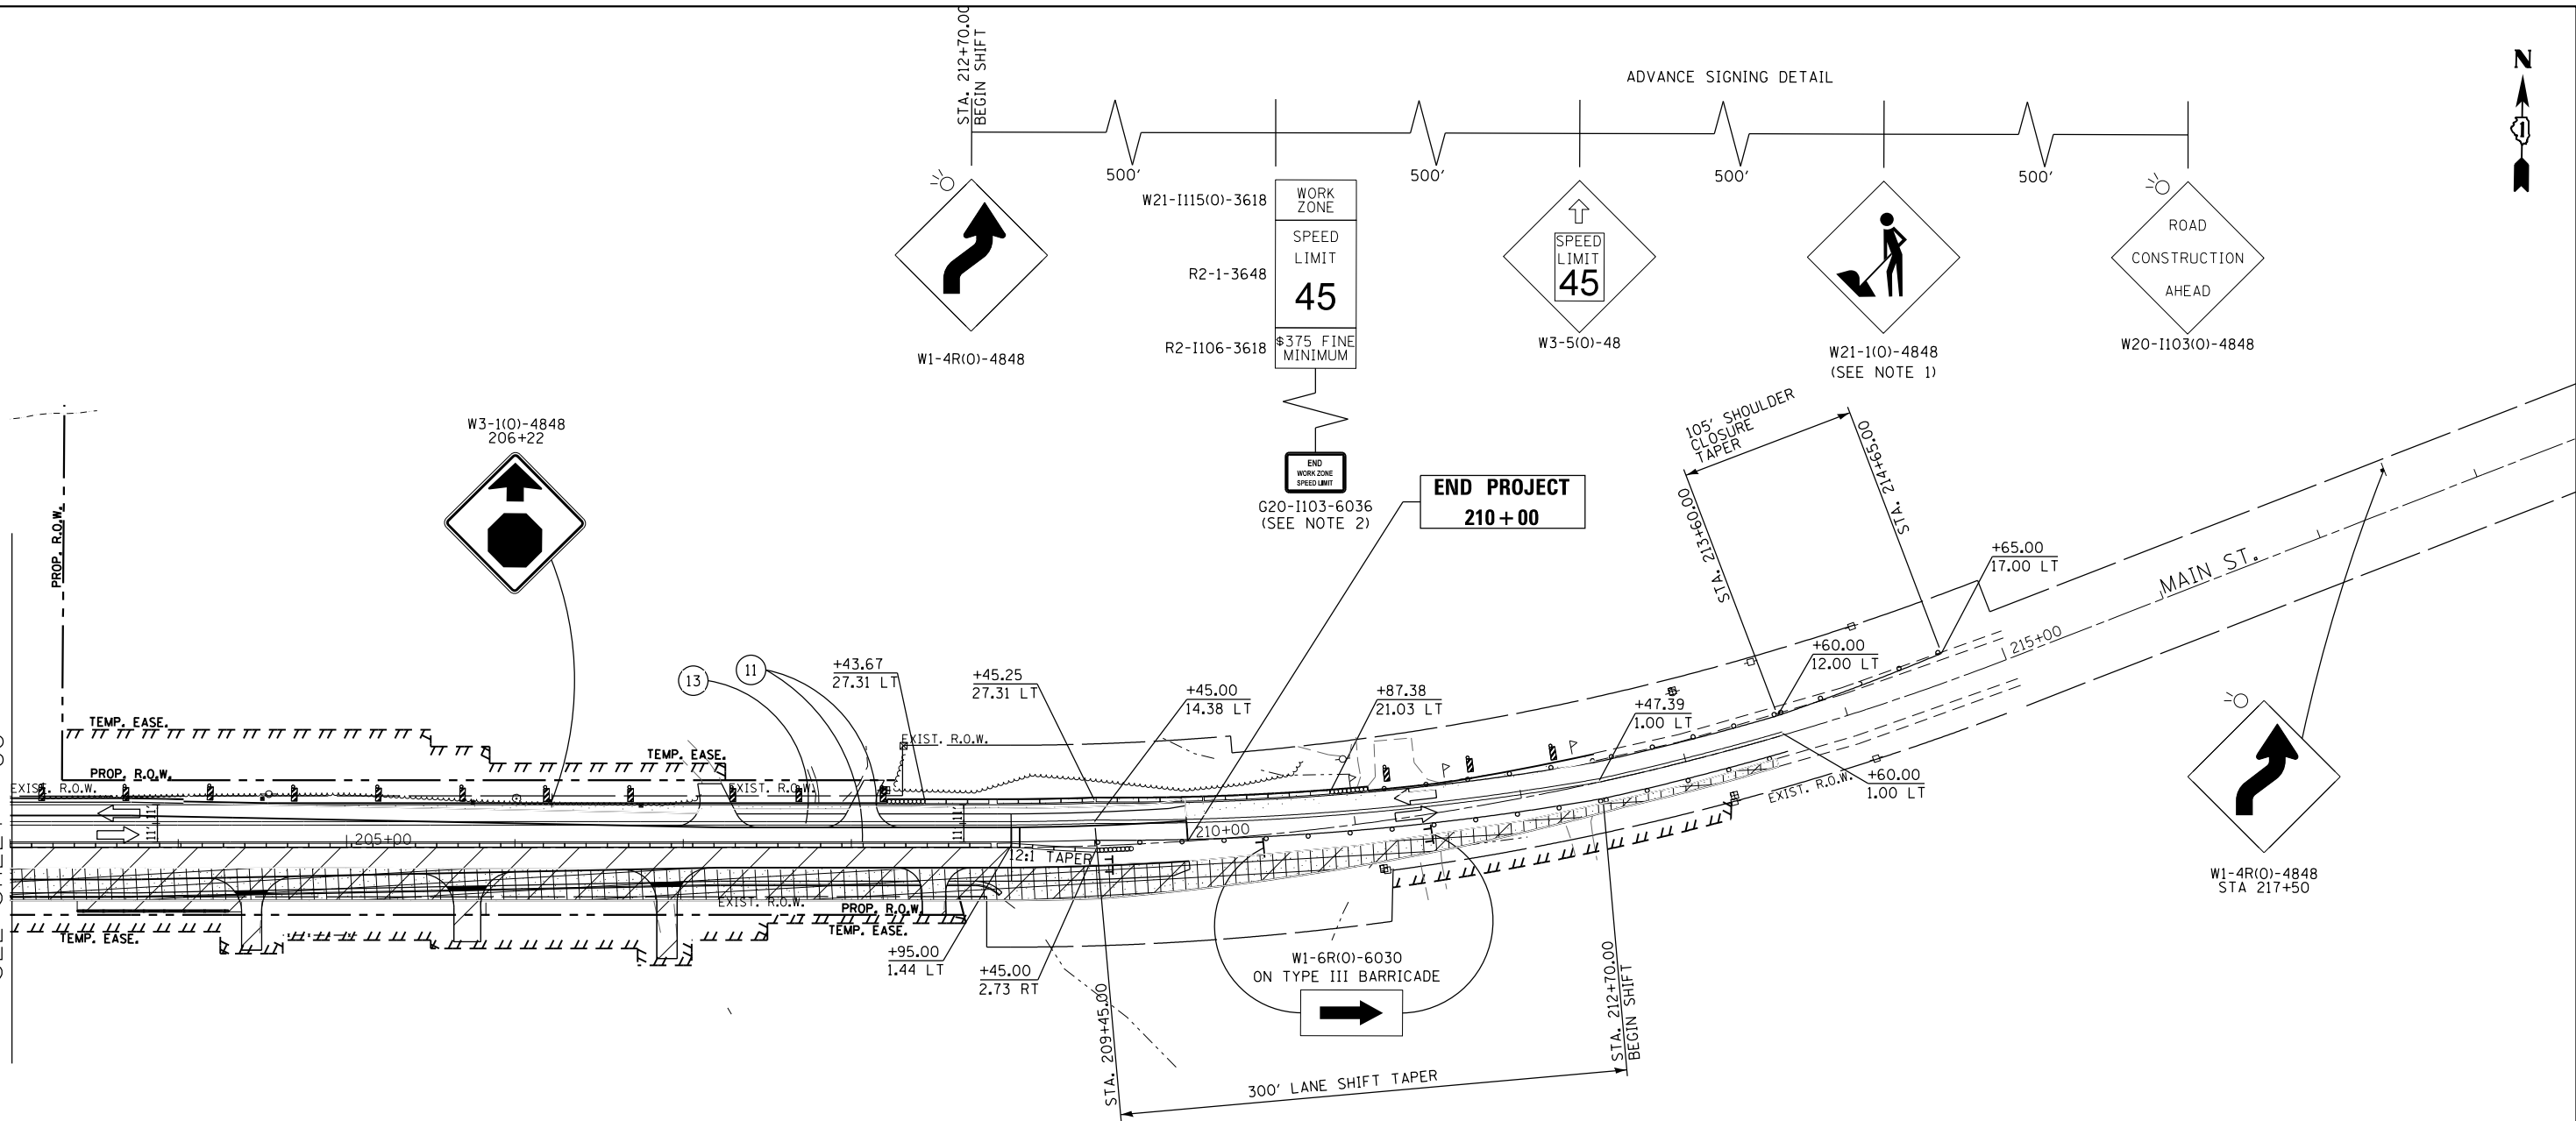 STA. 212+70.00
BEGIN SHIFT
ADVANCE SIGNING DETAIL
N
1
500'
500'
500'
500'
W21-I115(O)-3618
WORK
ZONE
R2-1-3648
SPEED
LIMIT
45
R2-I106-3618
$375 FINE
MINIMUM
W1-4R(O)-4848
SPEED
LIMIT
45
W3-5(O)-48
W21-1(O)-4848
(SEE NOTE 1)
ROAD
CONSTRUCTION
AHEAD
W20-I103(O)-4848
END
WORK ZONE
SPEED LIMIT
G20-I103-6036
(SEE NOTE 2)
W3-1(O)-4848
206+22
END PROJECT
210+00
105' SHOULDER
CLOSURE
TAPER
STA. 213+60.00
STA. 214+65.00
+65.00
17.00 LT
MAIN ST.
215+00
PROP. R.O.W.
13
11
+43.67
27.31 LT
+45.25
27.31 LT
+45.00
14.38 LT
+87.38
21.03 LT
+47.39
1.00 LT
+60.00
12.00 LT
+60.00
1.00 LT
TEMP. EASE.
TEMP. EASE.
PROP. R.O.W.
EXIST. R.O.W.
EXIST. R.O.W.
EXIST. R.O.W.
EXIST. R.O.W.
11'
11'
11'
11'
205+00
210+00
12:1 TAPER
EXIST. R.O.W.
PROP. R.O.W.
TEMP. EASE.
TEMP. EASE.
+95.00
1.44 LT
+45.00
2.73 RT
STA. 209+45.00
W1-6R(O)-6030
ON TYPE III BARRICADE
STA. 212+70.00
BEGIN SHIFT
300' LANE SHIFT TAPER
W1-4R(O)-4848
STA 217+50